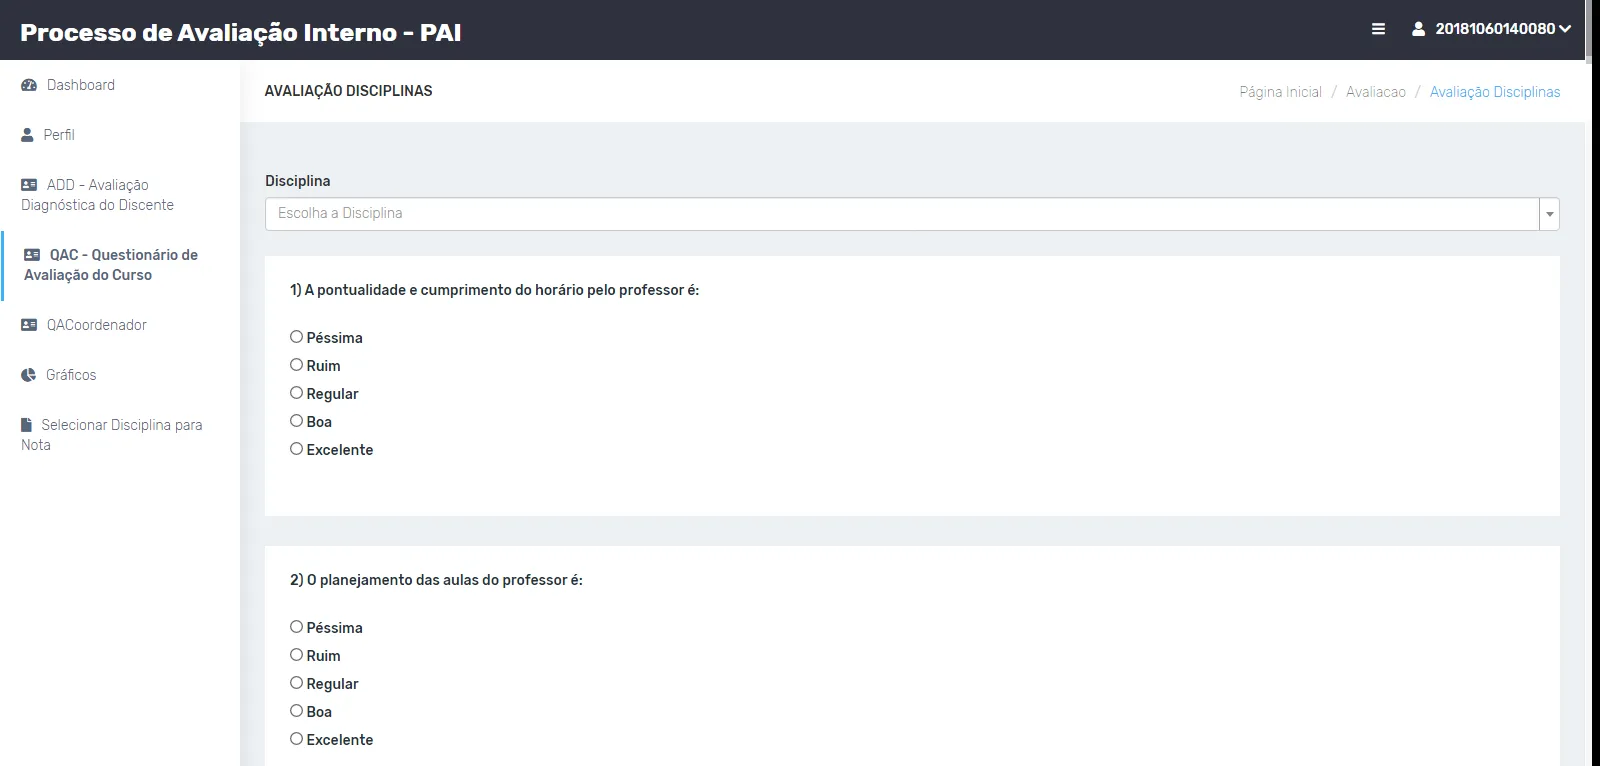 Processo de Avaliação Interno - PAI
20181060140080
Dashboard
Perfil
ADD - Avaliação
Diagnóstica do Discente
QAC - Questionário de
Avaliação do Curso
QACoordenador
Gráficos
Selecionar Disciplina para
Nota
AVALIAÇÃO DISCIPLINAS
Página Inicial / Avaliacao / Avaliação Disciplinas
Disciplina
Escolha a Disciplina
1) A pontualidade e cumprimento do horário pelo professor é:
Péssima
Ruim
Regular
Boa
Excelente
2) O planejamento das aulas do professor é:
Péssima
Ruim
Regular
Boa
Excelente